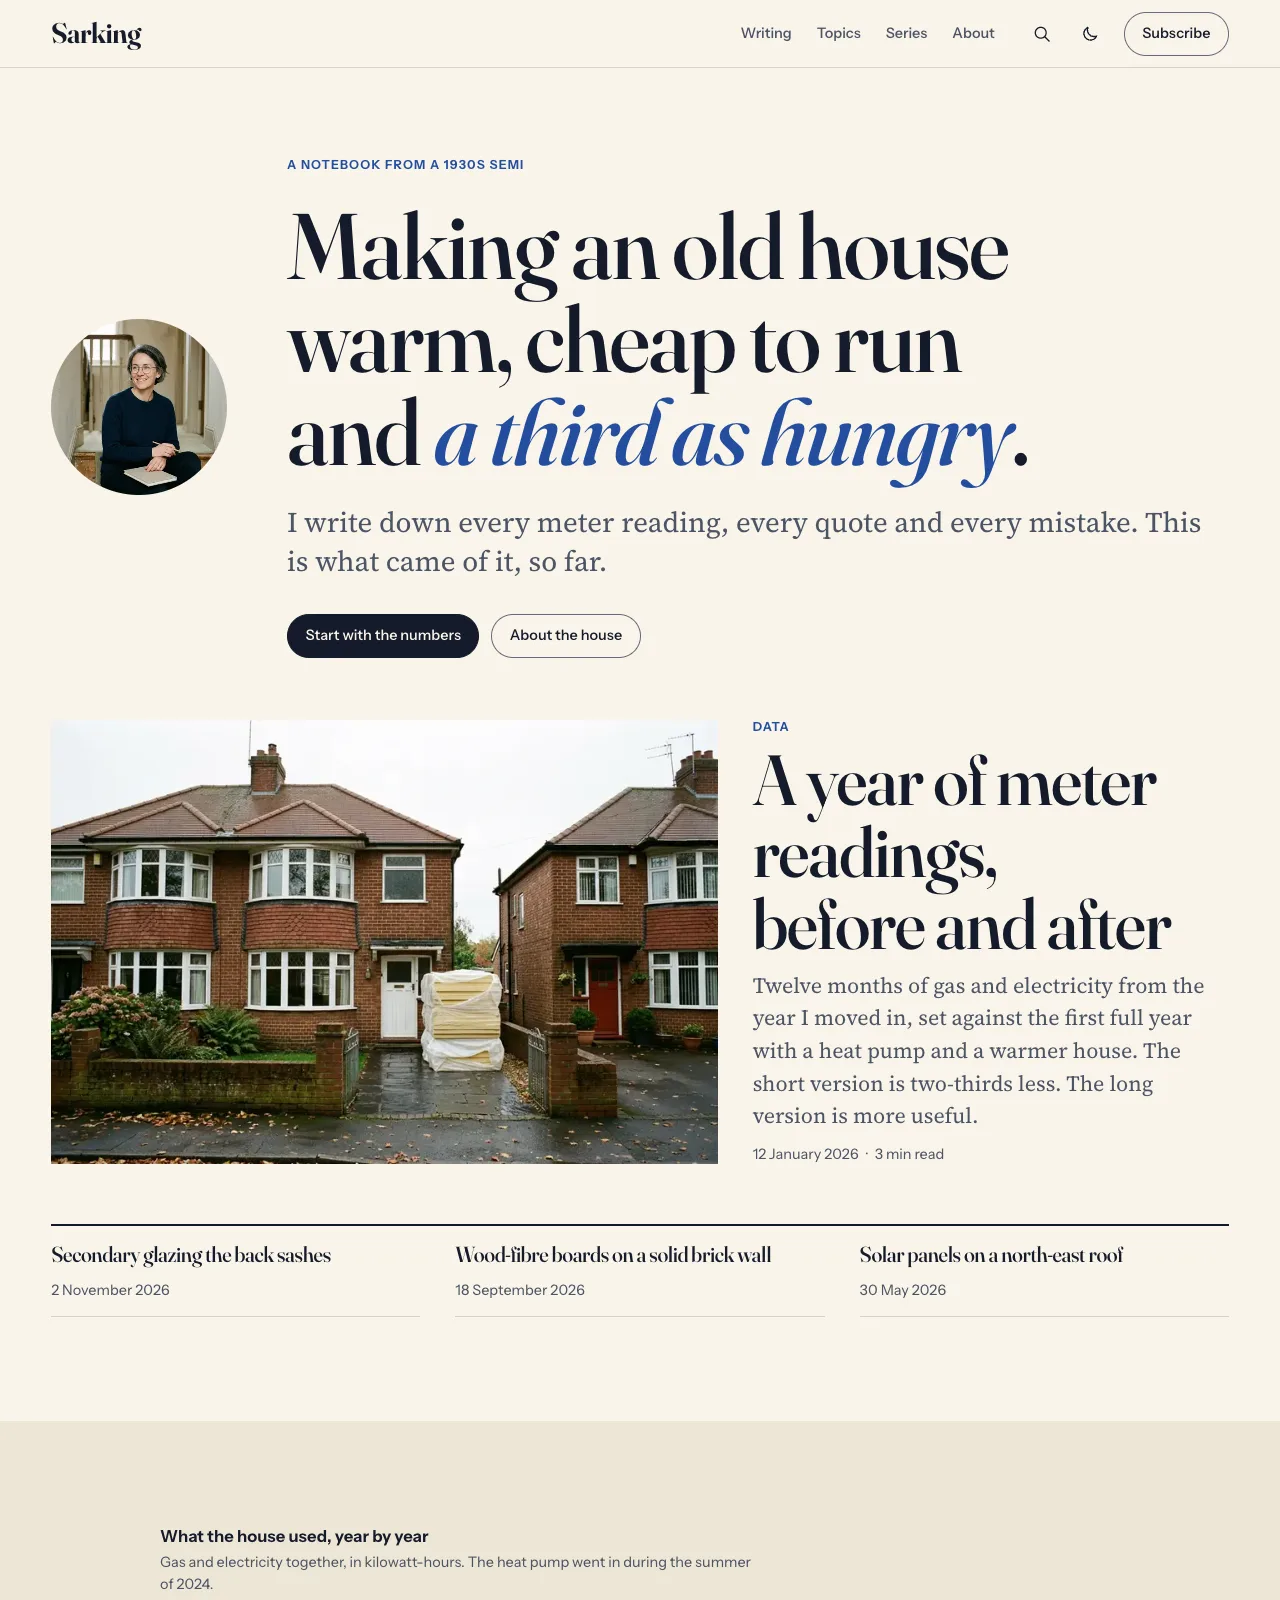 Sarking
Writing
Topics
Series
About
Subscribe
A NOTEBOOK FROM A 1930S SEMI
Making an old house
warm, cheap to run
and a third as hungry.
I write down every meter reading, every quote and every mistake. This
is what came of it, so far.
Start with the numbers
About the house
DATA
A year of meter
readings,
before and after
Twelve months of gas and electricity from the
year I moved in, set against the first full year
with a heat pump and a warmer house. The
short version is two-thirds less. The long
version is more useful.
12 January 2026 · 3 min read
Secondary glazing the back sashes
2 November 2026
Wood-fibre boards on a solid brick wall
18 September 2026
Solar panels on a north-east roof
30 May 2026
What the house used, year by year
Gas and electricity together, in kilowatt-hours. The heat pump went in during the summer
of 2024.